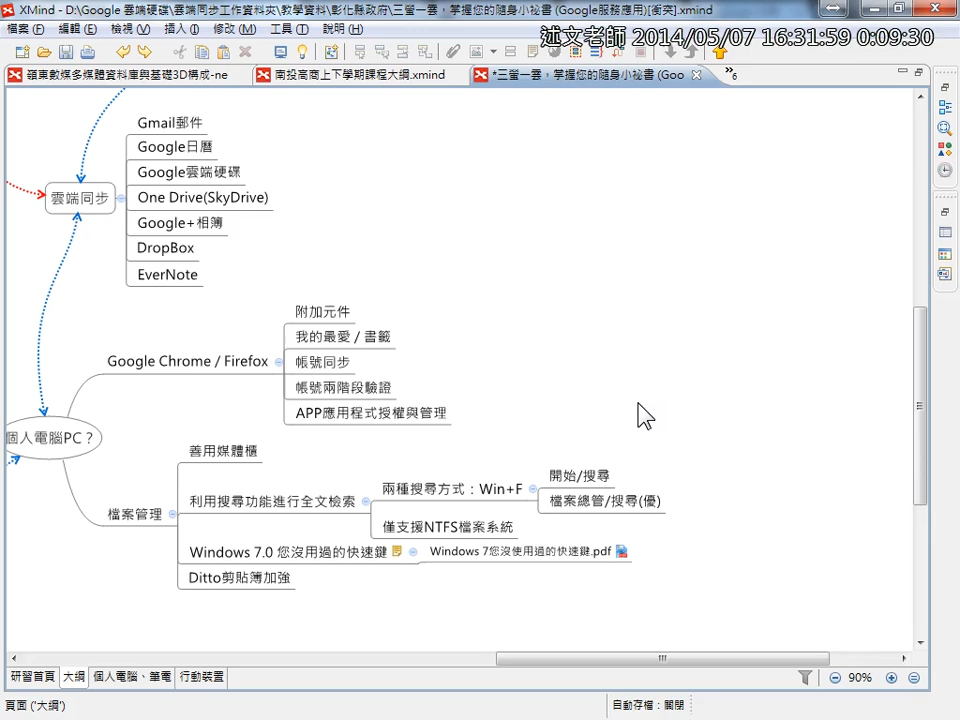 XMind - D:\Google 雲端硬碟\雲端同步工作資料夾\教學資料\彰化縣政府\三螢一雲，掌握您的隨身小祕書 (Google服務應用)[衝突].xmind
檔案 (F) 編輯 (E) 檢視 (V) 插入 (I) 修改 (M) 工具 (T) 說明 (H)
述文老師 2014/05/07 16:31:59 0:09:30
嶺東數媒多媒體資料庫與基礎3D構成-ne
南投高商上下學期課程大綱.xmind
*三螢一雲，掌握您的隨身小祕書 (Goo
»6
Gmail郵件
Google日曆
Google雲端硬碟
雲端同步
One Drive(SkyDrive)
Google+相簿
DropBox
EverNote
附加元件
我的最愛 / 書籤
Google Chrome / Firefox
帳號同步
帳號兩階段驗證
APP應用程式授權與管理
個人電腦PC？
善用媒體櫃
開始/搜尋
兩種搜尋方式：Win+F
利用搜尋功能進行全文檢索
檔案總管/搜尋(優)
檔案管理
僅支援NTFS檔案系統
Windows 7.0 您沒用過的快速鍵
Windows 7您沒使用過的快速鍵.pdf
Ditto剪貼簿加強
研習首頁 大綱 個人電腦、筆電 行動裝置
90%
頁面 ('大綱')
自動存檔：關閉